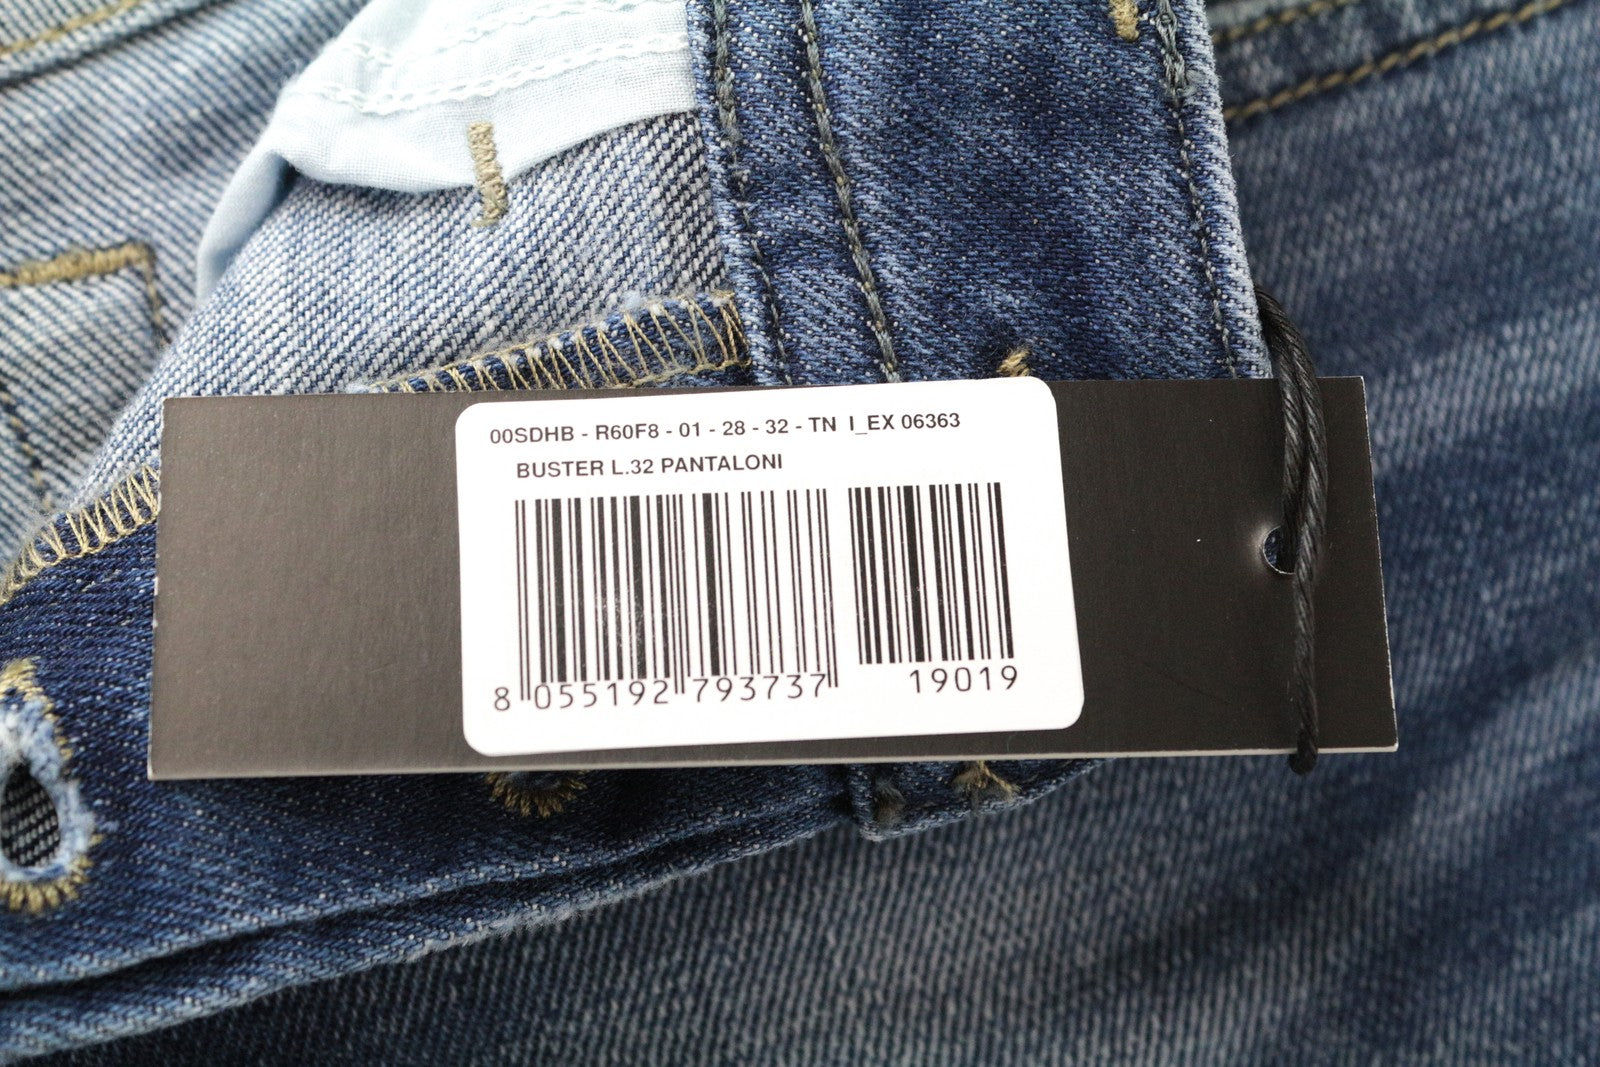 00SDHB - R60F8 - 01 - 28 - 32 - TN I_EX 06363
BUSTER L.32 PANTALONI
8 055192 793737 19019